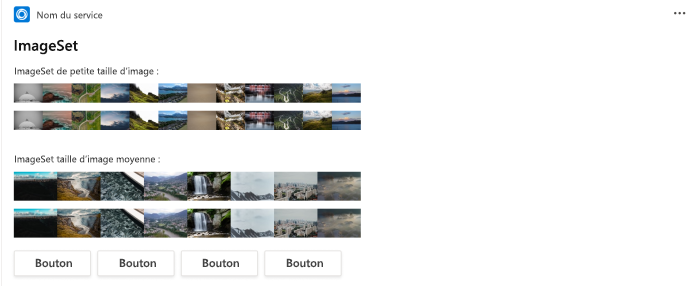 Nom du service
ImageSet
ImageSet de petite taille d'image :
ImageSet taille d'image moyenne :
Bouton Bouton Bouton Bouton